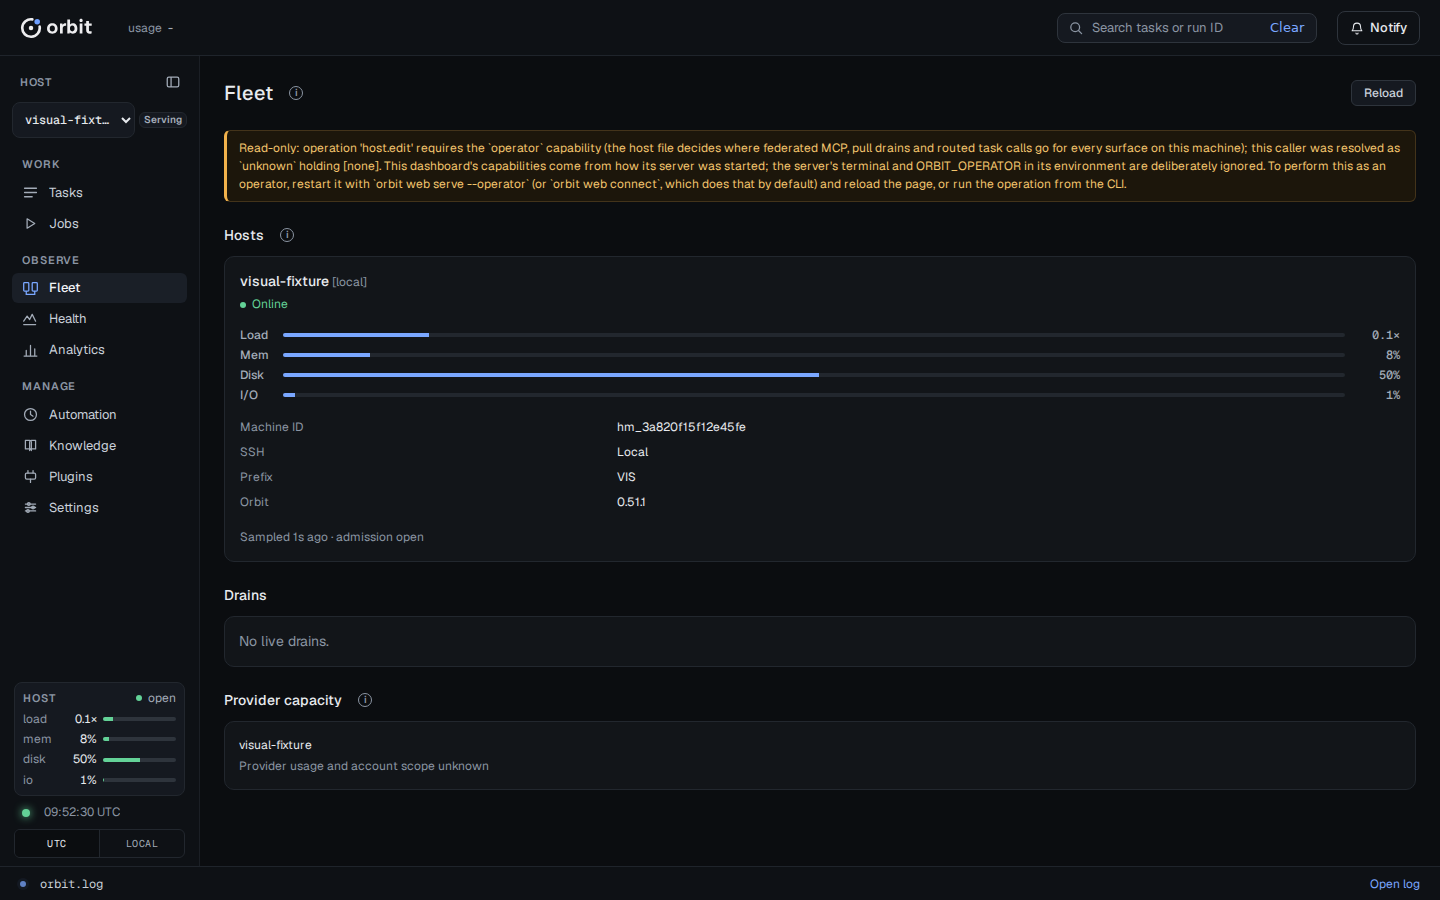 orbit
usage -
Search tasks or run ID
Clear
Notify
HOST
visual-fixt...
Serving
WORK
Tasks
Jobs
OBSERVE
Fleet
Health
Analytics
MANAGE
Automation
Knowledge
Plugins
Settings
HOST
open
load 0.1×
mem 8%
disk 50%
io 1%
09:52:30 UTC
UTC
LOCAL
Fleet
Reload
Read-only: operation 'host.edit' requires the `operator` capability (the host file decides where federated MCP, pull drains and routed task calls go for every surface on this machine); this caller was resolved as
`unknown` holding [none]. This dashboard's capabilities come from how its server was started; the server's terminal and ORBIT_OPERATOR in its environment are deliberately ignored. To perform this as an
operator, restart it with `orbit web serve --operator` (or `orbit web connect`, which does that by default) and reload the page, or run the operation from the CLI.
Hosts
visual-fixture [local]
Online
Load 0.1×
Mem 8%
Disk 50%
I/O 1%
Machine ID hm_3a820f15f12e45fe
SSH Local
Prefix VIS
Orbit 0.51.1
Sampled 1s ago · admission open
Drains
No live drains.
Provider capacity
visual-fixture
Provider usage and account scope unknown
orbit.log
Open log